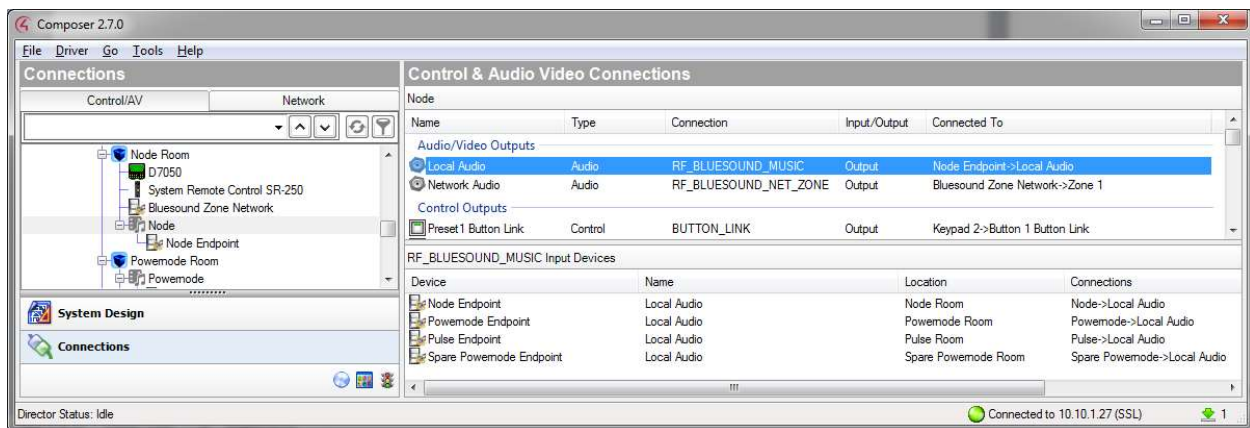 Composer 2.7.0
File Driver Go Tools Help
Connections
Control/AV Network
Node Room
D7050
System Remote Control SR-250
Bluesound Zone Network
Node
Node Endpoint
Powernode Room
Powernode
System Design
Connections
Control & Audio Video Connections
Node
Name Type Connection Input/Output Connected To
Audio/Video Outputs
Local Audio Audio RF_BLUESOUND_MUSIC Output Node Endpoint->Local Audio
Network Audio Audio RF_BLUESOUND_NET_ZONE Output Bluesound Zone Network->Zone 1
Control Outputs
Preset1 Button Link Control BUTTON_LINK Output Keypad 2->Button 1 Button Link
RF_BLUESOUND_MUSIC Input Devices
Device Name Location Connections
Node Endpoint Local Audio Node Room Node->Local Audio
Powernode Endpoint Local Audio Powernode Room Powernode->Local Audio
Pulse Endpoint Local Audio Pulse Room Pulse->Local Audio
Spare Powernode Endpoint Local Audio Spare Powernode Room Spare Powernode->Local Audio
Director Status: Idle Connected to 10.10.1.27 (SSL) 1